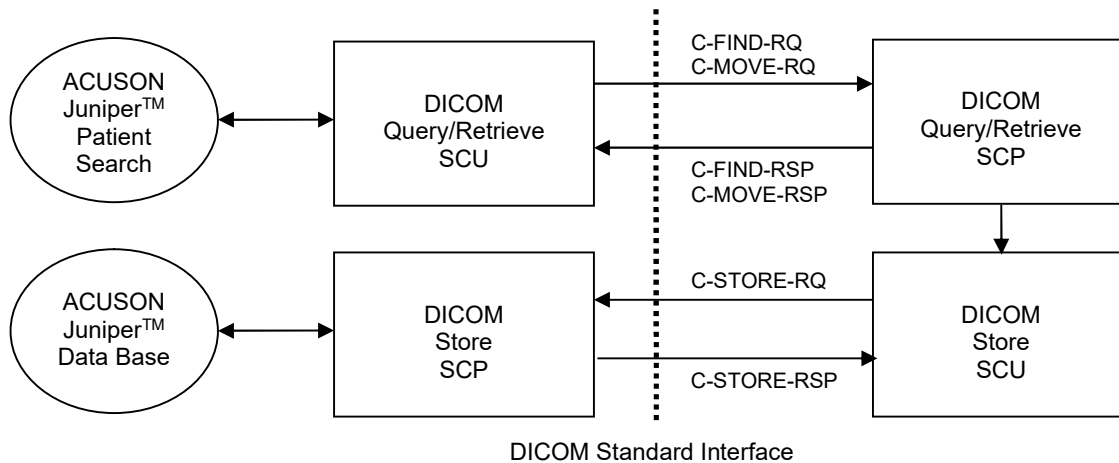 ACUSON
Juniper™
Patient
Search
DICOM
Query/Retrieve
SCU
C-FIND-RQ
C-MOVE-RQ
C-FIND-RSP
C-MOVE-RSP
DICOM
Query/Retrieve
SCP
ACUSON
Juniper™
Data Base
DICOM
Store
SCP
C-STORE-RQ
C-STORE-RSP
DICOM
Store
SCU
DICOM Standard Interface